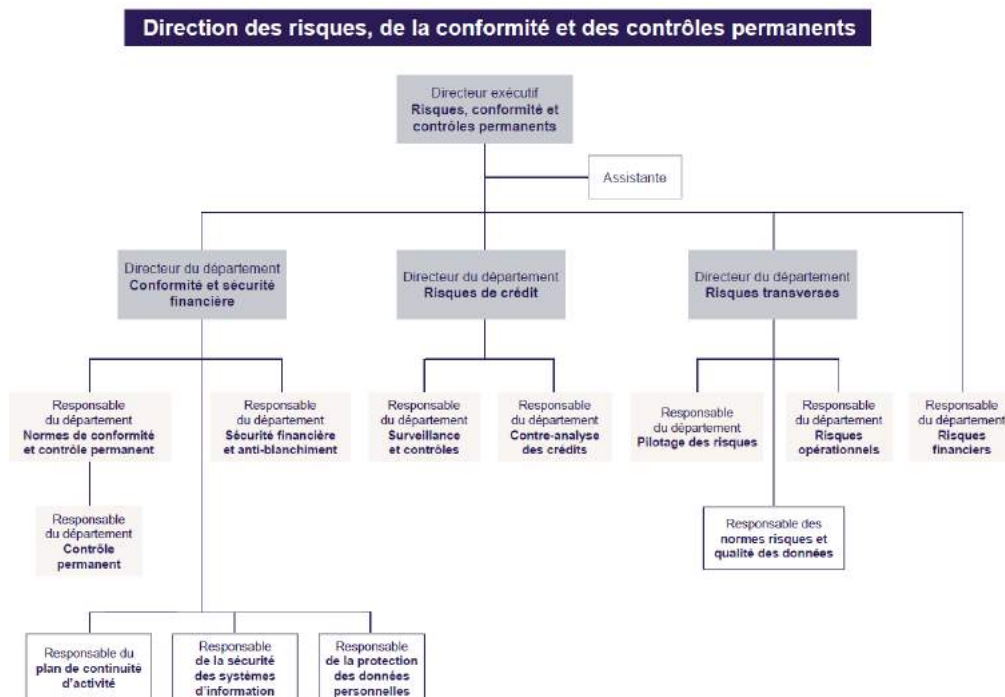 Direction des risques, de la conformité et des contrôles permanents
Directeur exécutif
Risques, conformité et
contrôles permanents
Assistante
Directeur du département
Conformité et sécurité
financière
Directeur du département
Risques de crédit
Directeur du département
Risques transverses
Responsable
du département
Normes de conformité
et contrôle permanent
Responsable
du département
Sécurité financière
et anti-blanchiment
Responsable
du département
Surveillance
et contrôles
Responsable
du département
Contre-analyse
des crédits
Responsable
du département
Pilotage des risques
Responsable
du département
Risques
opérationnels
Responsable
du département
Risques
financiers
Responsable
du département
Contrôle
permanent
Responsable des
normes risques et
qualité des données
Responsable du
plan de continuité
d'activité
Responsable
de la sécurité
des systèmes
d'information
Responsable
de la protection
des données
personnelles